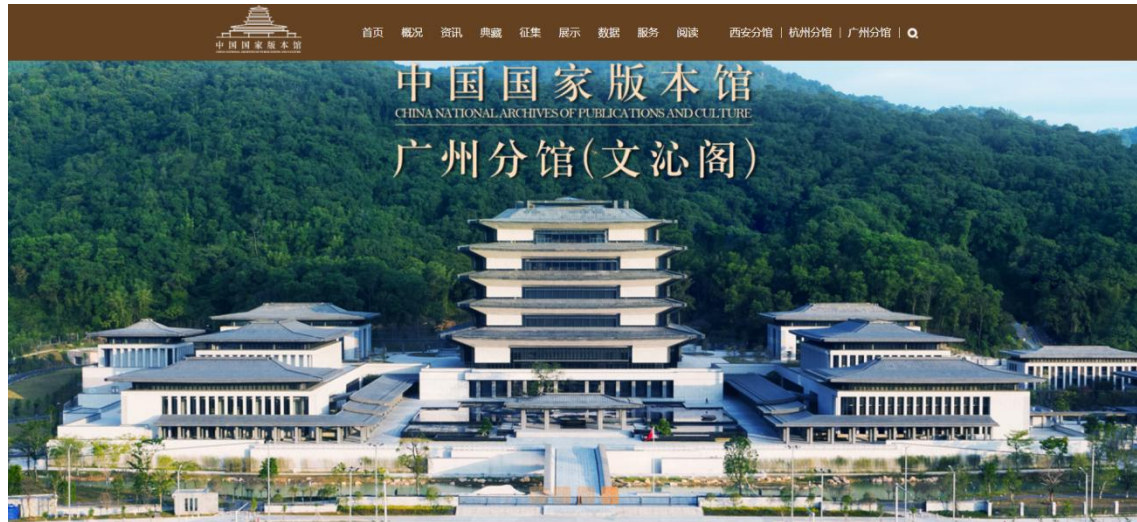 中国国家版本馆
首页 概况 资讯 典藏 征集 展示 数据 服务 阅读 西安分馆 | 杭州分馆 | 广州分馆 |
中国国家版本馆
CHINA NATIONAL ARCHIVES OF PUBLICATIONS AND CULTURE
广州分馆(文沁阁)